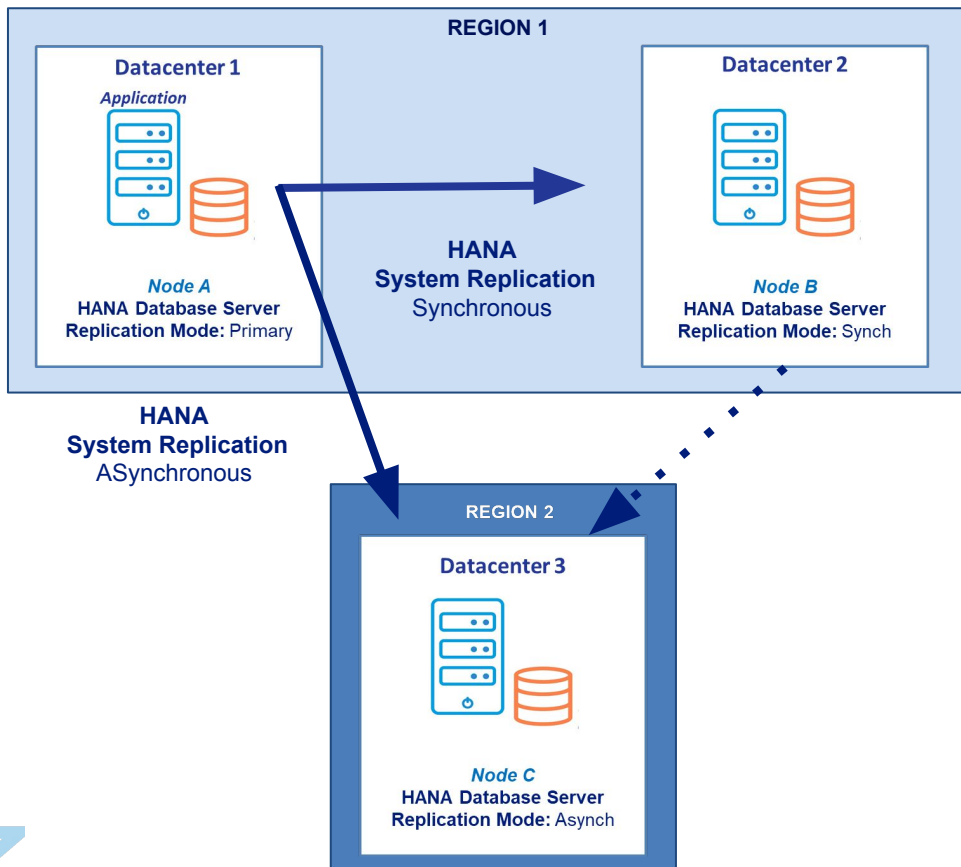 REGION 1
Datacenter 1
Application
Node A
HANA Database Server
Replication Mode: Primary
HANA
System Replication
Synchronous
Datacenter 2
Node B
HANA Database Server
Replication Mode: Synch
HANA
System Replication
ASynchronous
REGION 2
Datacenter 3
Node C
HANA Database Server
Replication Mode: Asynch